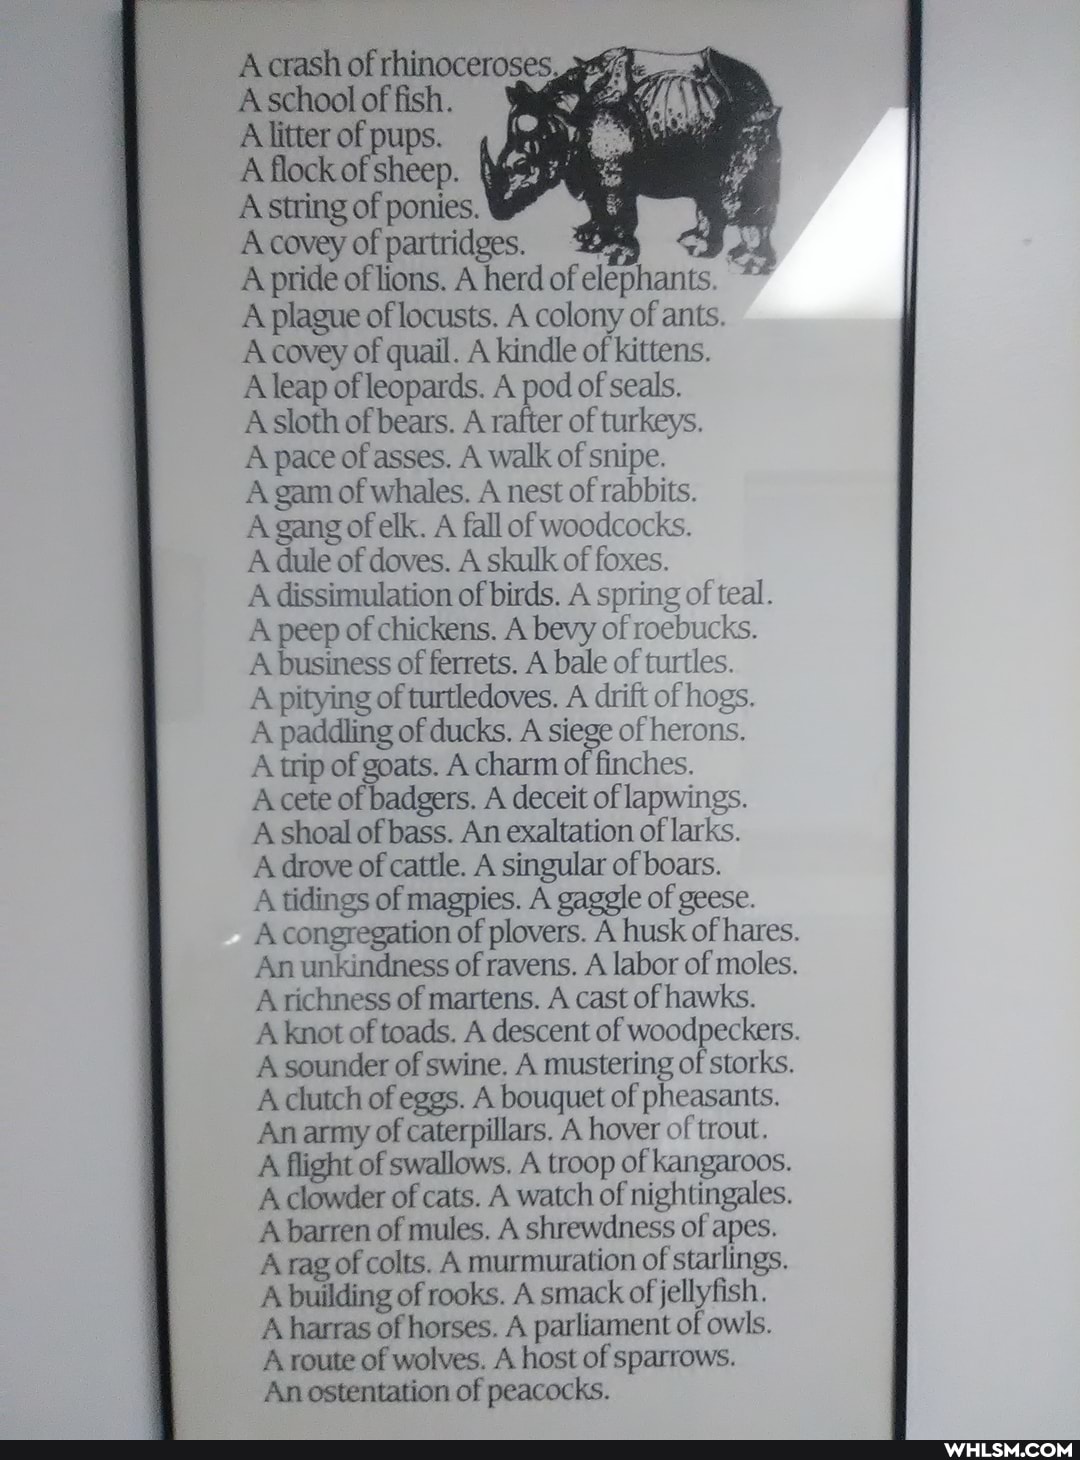 A crash of rhinoceroses.
A school of fish.
A litter of pups.
A flock of sheep.
A string of ponies.
A covey of partridges.
A pride of lions. A herd of elephants.
A plague of locusts. A colony of ants.
A covey of quail. A kindle of kittens.
A leap of leopards. A pod of seals.
A sloth of bears. A rafter of turkeys.
A pace of asses. A walk of snipe.
A gam of whales. A nest of rabbits.
A gang of elk. A fall of woodcocks.
A dule of doves. A skulk of foxes.
A dissimulation of birds. A spring of teal.
A peep of chickens. A bevy of roebucks.
A business of ferrets. A bale of turtles.
A pitying of turtledoves. A drift of hogs.
A paddling of ducks. A siege of herons.
A trip of goats. A charm of finches.
A cete of badgers. A deceit of lapwings.
A shoal of bass. An exaltation of larks.
A drove of cattle. A singular of boars.
A tidings of magpies. A gaggle of geese.
A congregation of plovers. A husk of hares.
An unkindness of ravens. A labor of moles.
A richness of martens. A cast of hawks.
A knot of toads. A descent of woodpeckers.
A sounder of swine. A mustering of storks.
A clutch of eggs. A bouquet of pheasants.
An army of caterpillars. A hover of trout.
A flight of swallows. A troop of kangaroos.
A clowder of cats. A watch of nightingales.
A barren of mules. A shrewdness of apes.
A rag of colts. A murmuration of starlings.
A building of rooks. A smack of jellyfish.
A harras of horses. A parliament of owls.
A route of wolves. A host of sparrows.
An ostentation of peacocks.
WHLSM.COM